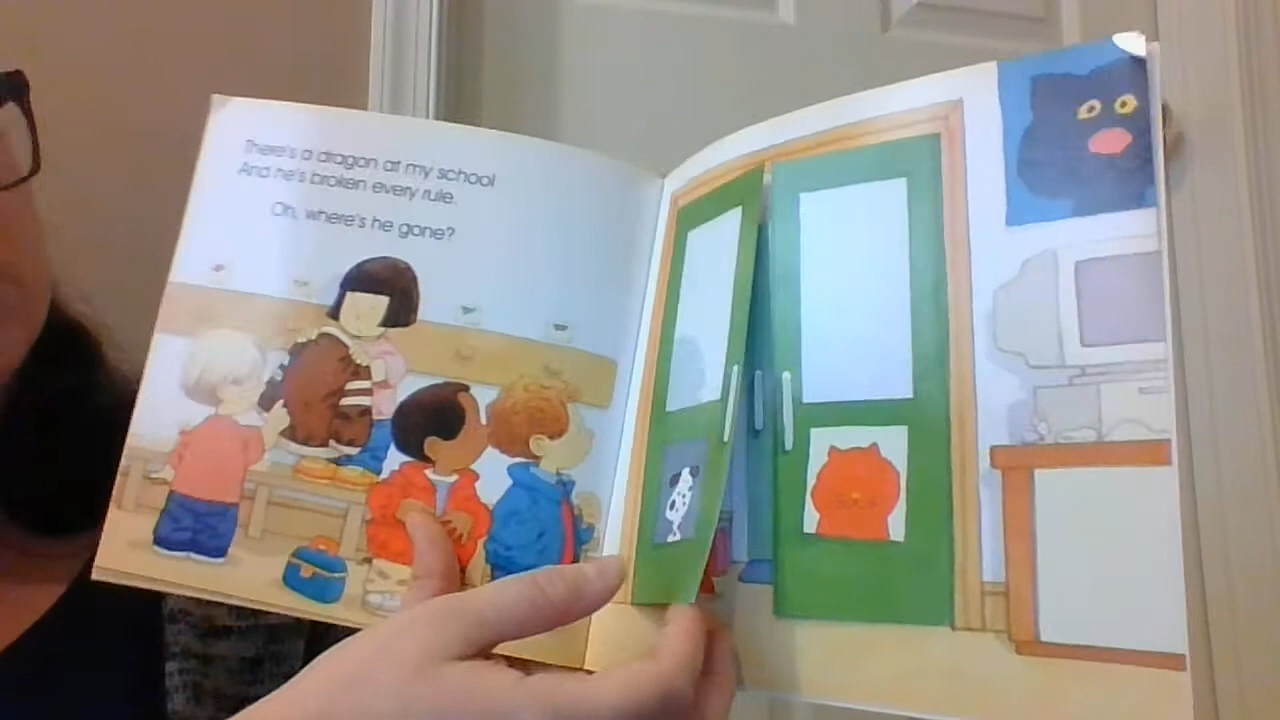 There's a dragon at my school
And he's broken every rule.
Oh, where's he gone?